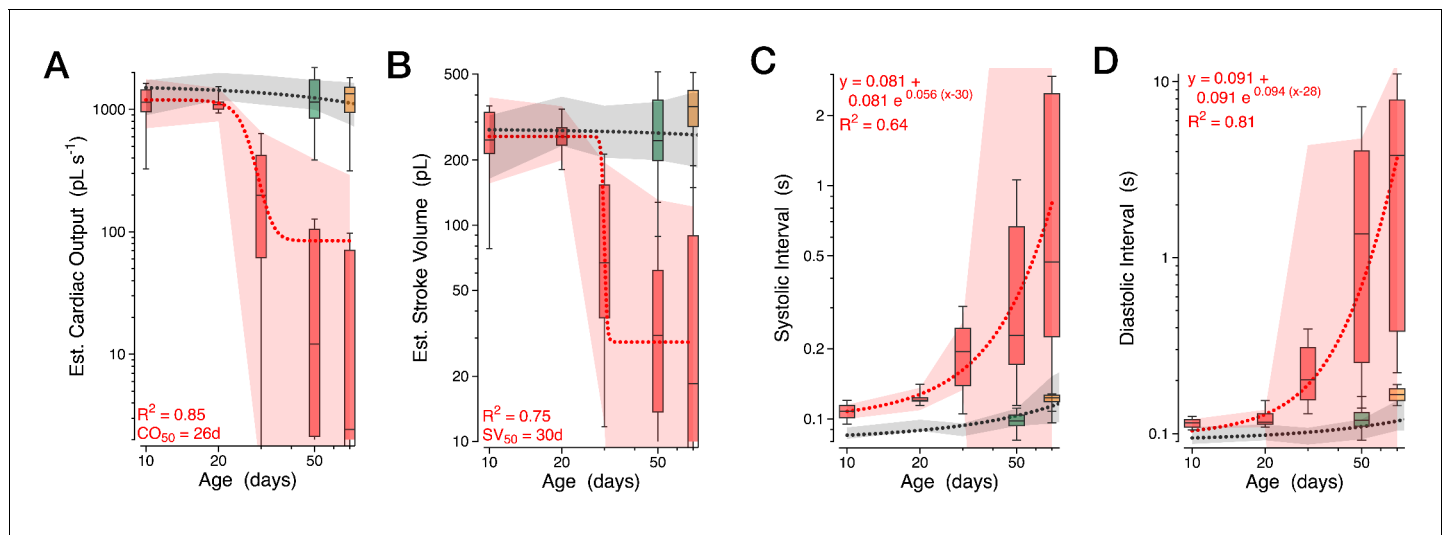 A
Est. Cardiac Output (pL s-1)
1000
100
10
R2 = 0.85
CO50 = 26d
10
20
50
Age (days)
B
Est. Stroke Volume (pL)
500
200
100
50
20
10
R2 = 0.75
SV50 = 30d
10
20
50
Age (days)
C
Systolic Interval (s)
y = 0.081 +
0.081 e0.056 (x-30)
R2 = 0.64
2
1
0.5
0.2
0.1
10
20
50
Age (days)
D
Diastolic Interval (s)
y = 0.091 +
0.091 e0.094 (x-28)
R2 = 0.81
10
1
0.1
10
20
50
Age (days)